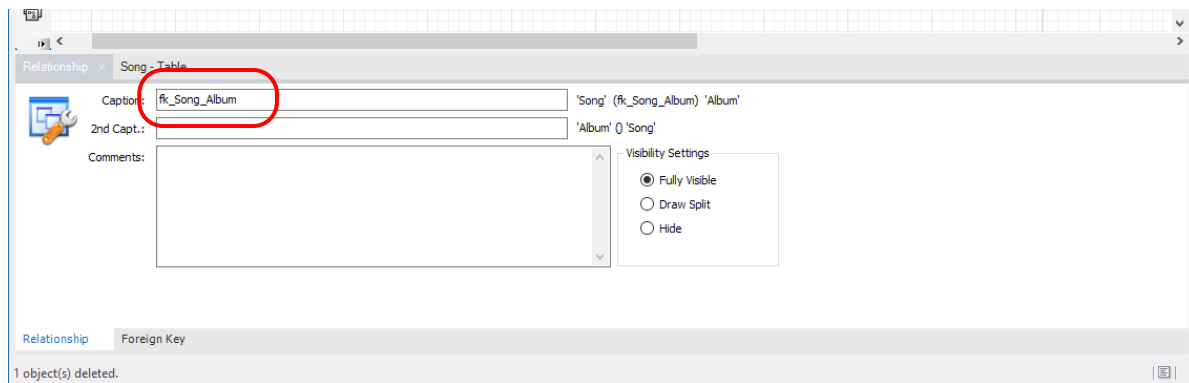 Relationship × Song - Table
Caption: fk_Song_Album 'Song' (fk_Song_Album) 'Album'
2nd Capt.: 'Album' () 'Song'
Comments:
Visibility Settings
Fully Visible
Draw Split
Hide
Relationship Foreign Key
1 object(s) deleted.